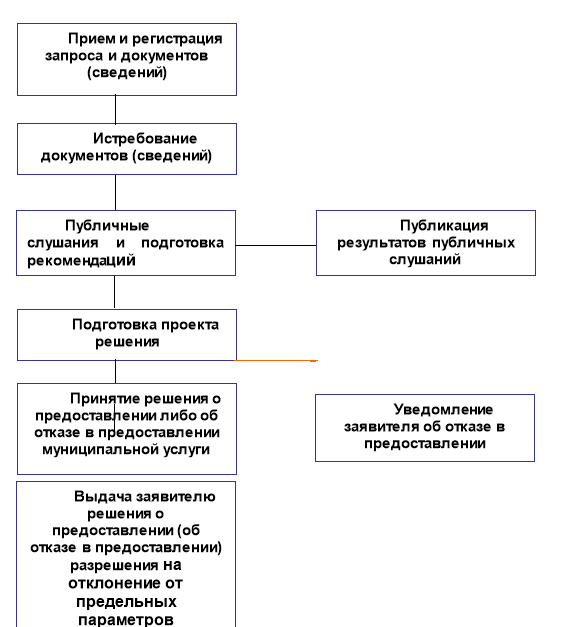 Прием и регистрация
запроса и документов
(сведений)
Истребование
документов (сведений)
Публичные
слушания и подготовка
рекомендаций
Публикация
результатов публичных
слушаний
Подготовка проекта
решения
Принятие решения о
предоставлении либо об
отказе в предоставлении
муниципальной услуги
Уведомление
заявителя об отказе в
предоставлении
Выдача заявителю
решения о
предоставлении (об
отказе в предоставлении)
разрешения на
отклонение от
предельных
параметров